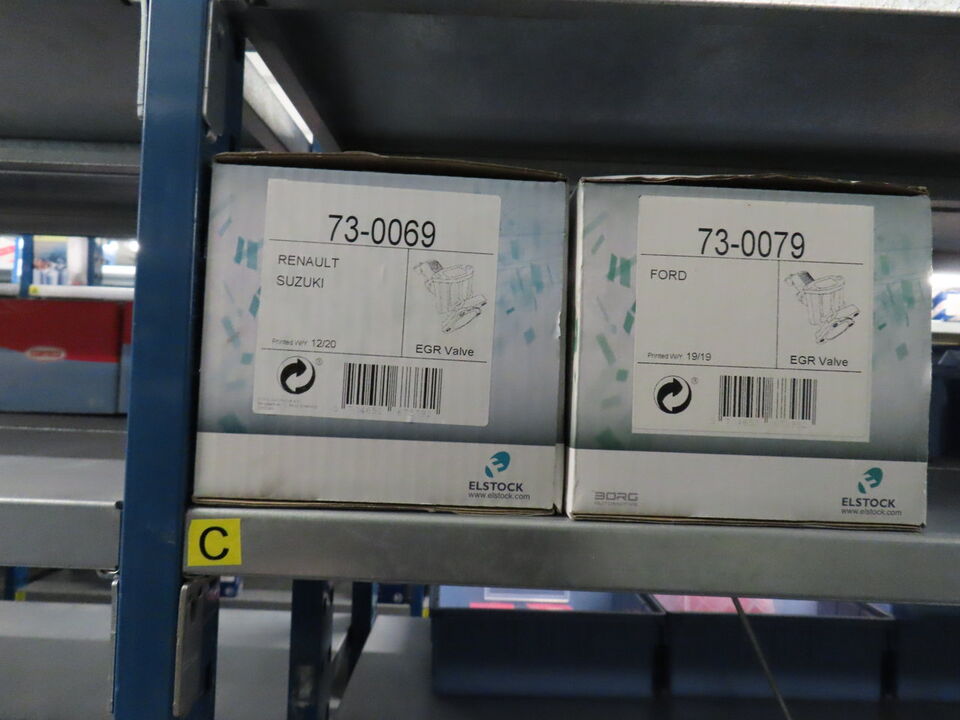 73-0069
RENAULT
SUZUKI
Printed W/Y 12/20
EGR Valve
®
ELSTOCK
www.elstock.com
73-0079
FORD
Printed W/Y 19/19
EGR Valve
®
BORG
AUTOMOTIVE
ELSTOCK
www.elstock.com
C